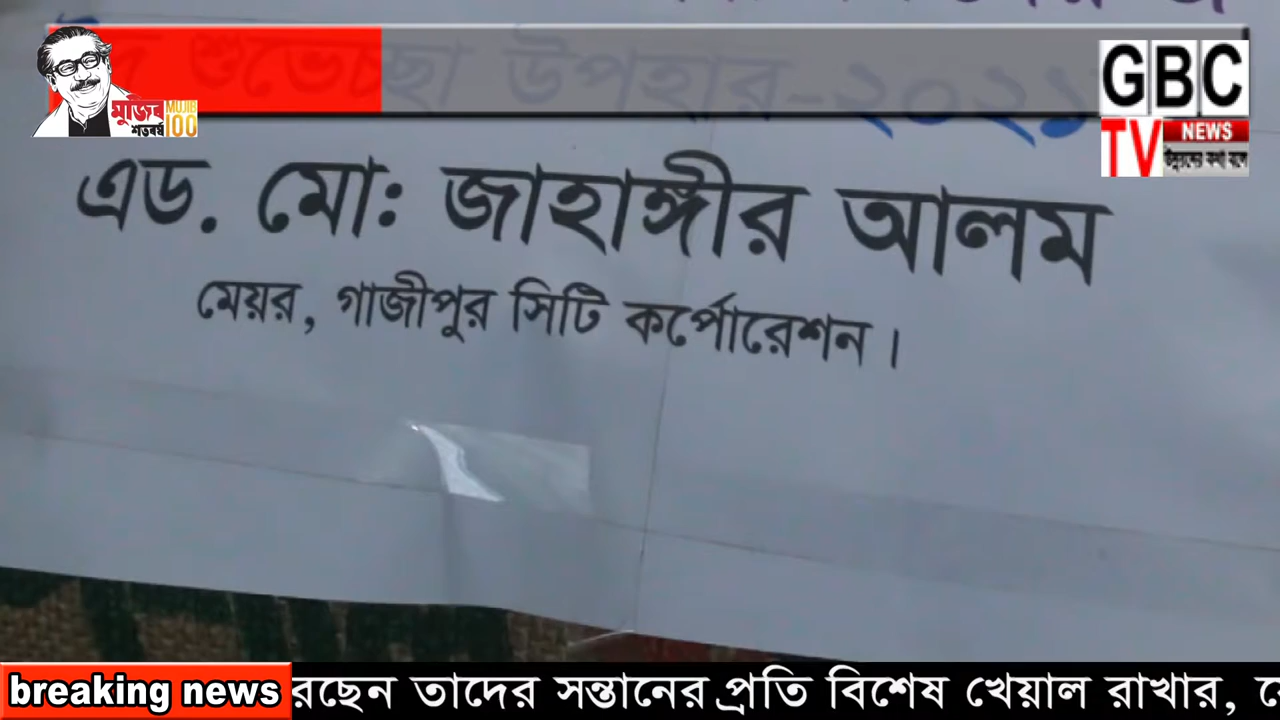 শুভেচ্ছা উপহার-২০২১
মুজিব
শতবর্ষ
MUJIB
100
GBC
TV NEWS
এড. মো: জাহাঙ্গীর আলম
মেয়র, গাজীপুর সিটি কর্পোরেশন।
breaking news
রছেন তাদের সন্তানের প্রতি বিশেষ খেয়াল রাখার,